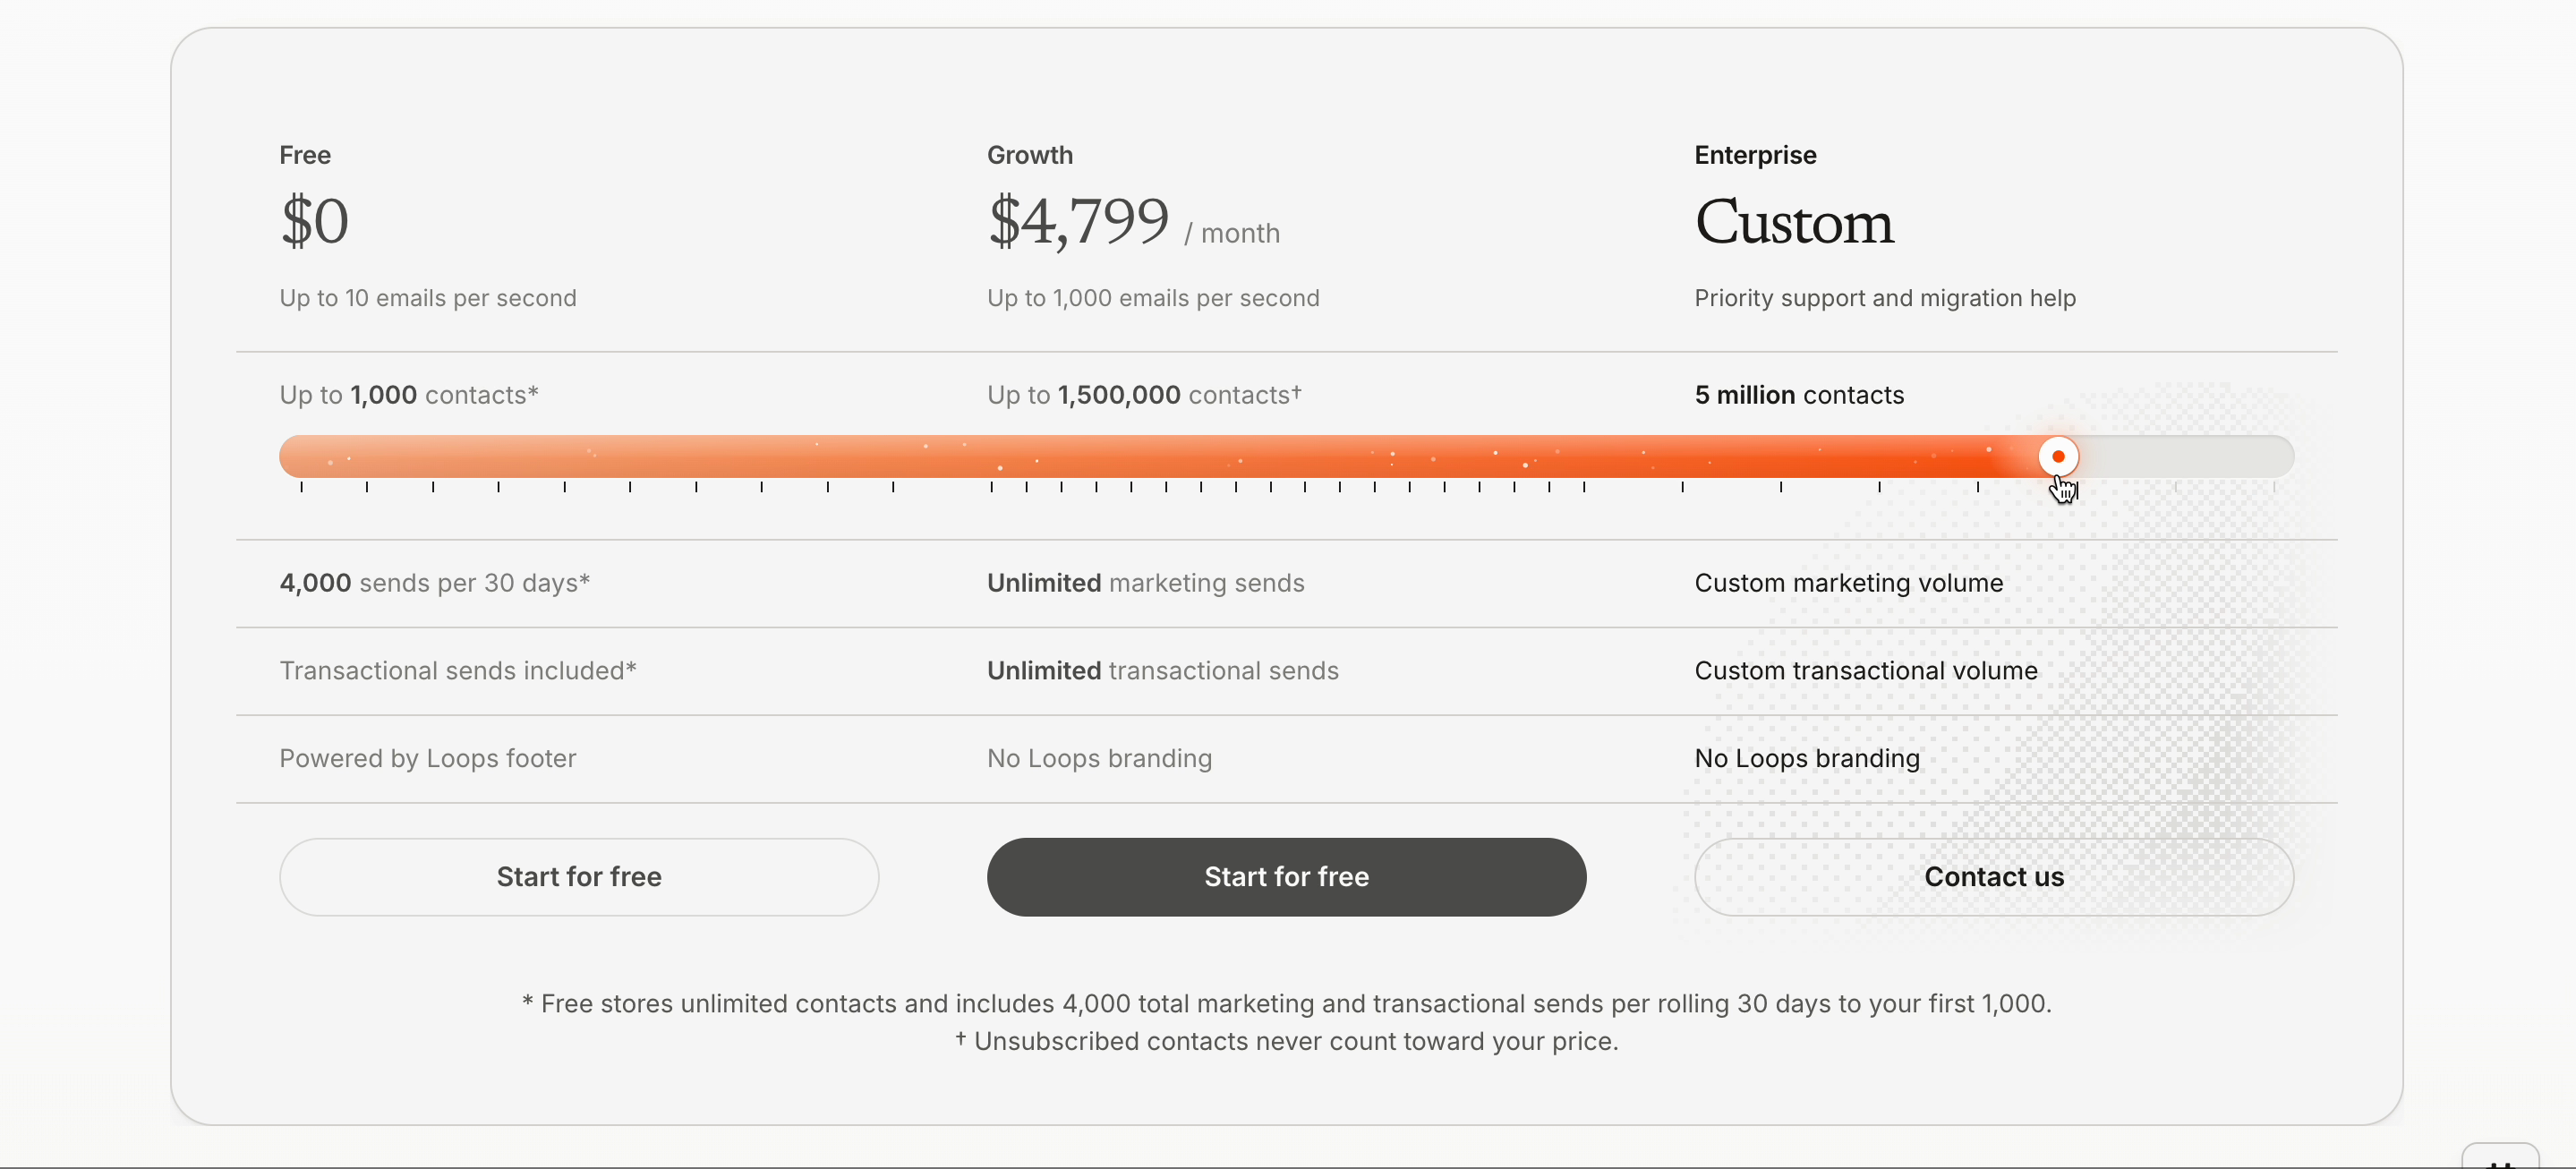 Free
$0
Up to 10 emails per second
Growth
$4,799 / month
Up to 1,000 emails per second
Enterprise
Custom
Priority support and migration help
Up to 1,000 contacts*
Up to 1,500,000 contacts†
5 million contacts
4,000 sends per 30 days*
Unlimited marketing sends
Custom marketing volume
Transactional sends included*
Unlimited transactional sends
Custom transactional volume
Powered by Loops footer
No Loops branding
No Loops branding
Start for free
Start for free
Contact us
* Free stores unlimited contacts and includes 4,000 total marketing and transactional sends per rolling 30 days to your first 1,000.
† Unsubscribed contacts never count toward your price.